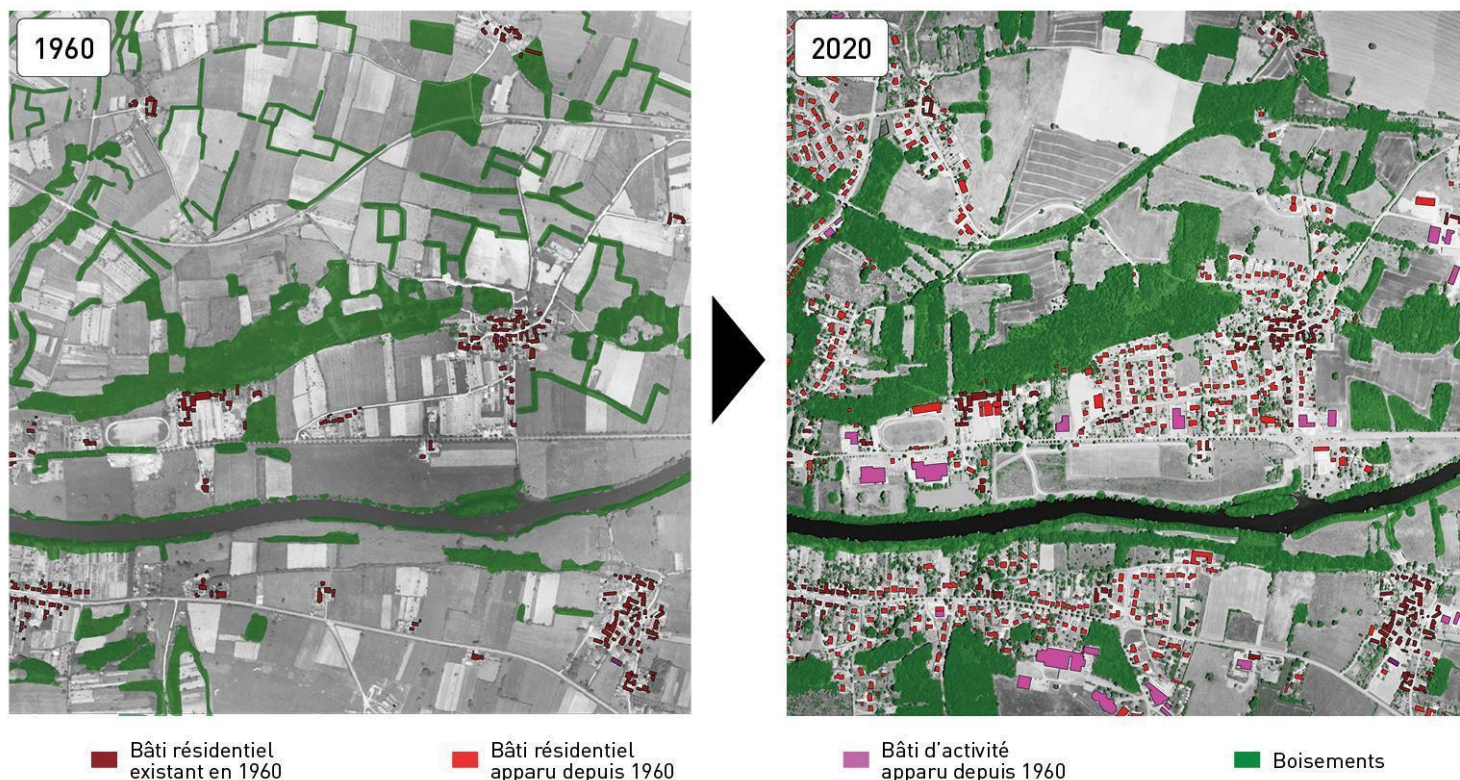 1960
2020
Bâti résidentiel
existant en 1960
Bâti résidentiel
apparu depuis 1960
Bâti d'activité
apparu depuis 1960
Boisements